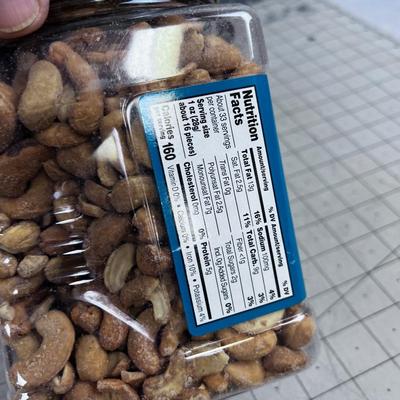 Nutrition
Facts
About 33 servings
per container
Serving size
1 oz (28g)
about 16 pieces)
Calories
per serving
160
Amount/serving % DV
Total Fat 13g 16%
Sat. Fat 2.5g 11%
Trans Fat 0g
Polyunsat Fat 2.5g
Monounsat Fat 7g
Cholesterol 0mg 0%
Amount/serving % DV
Sodium 4%
Total Carb. 9g 3%
Fiber <1g 3%
Total Sugars 2g
Incl. 0g Added Sugars 0%
Protein 5g
Vitamin D 0% • Calcium 0% • Iron 10% • Potassium 4%